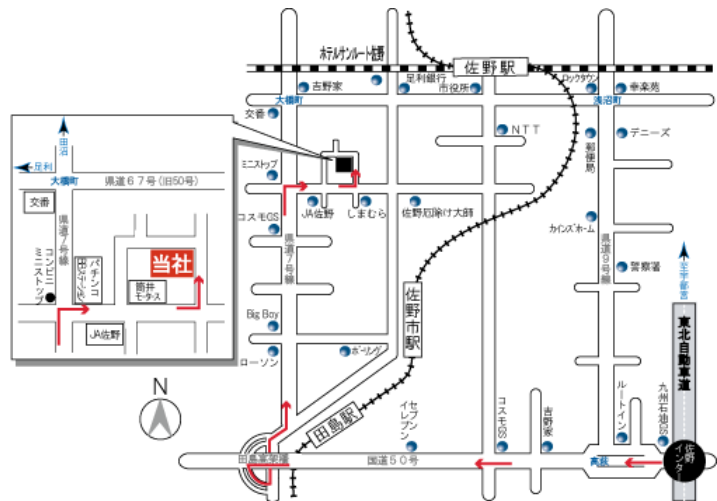 ホテルサンルート佐野
佐野駅
足利銀行
市役所
ロックタウン
幸楽苑
吉野家
大橋町
浅沼町
交番
NTT
デニーズ
郵便局
ミニストップ
JA佐野
しまむら
佐野厄除け大師
コスモGS
カインズホーム
県道7号線
県道9号線
警察署
至宇都宮
東北自動車道
佐野市駅
Big Boy
ローソン
ボーリング
田島駅
セブン
イレブン
コスモGS
吉野家
ルートイン
九州石油GS
田島高架橋
国道50号
高萩
佐野
インター
N
田沼
足利
大橋町
県道67号(旧50号)
交番
県道7号線
コンビニ
ミニストップ
パチンコ
当社
筒井
モータース
JA佐野